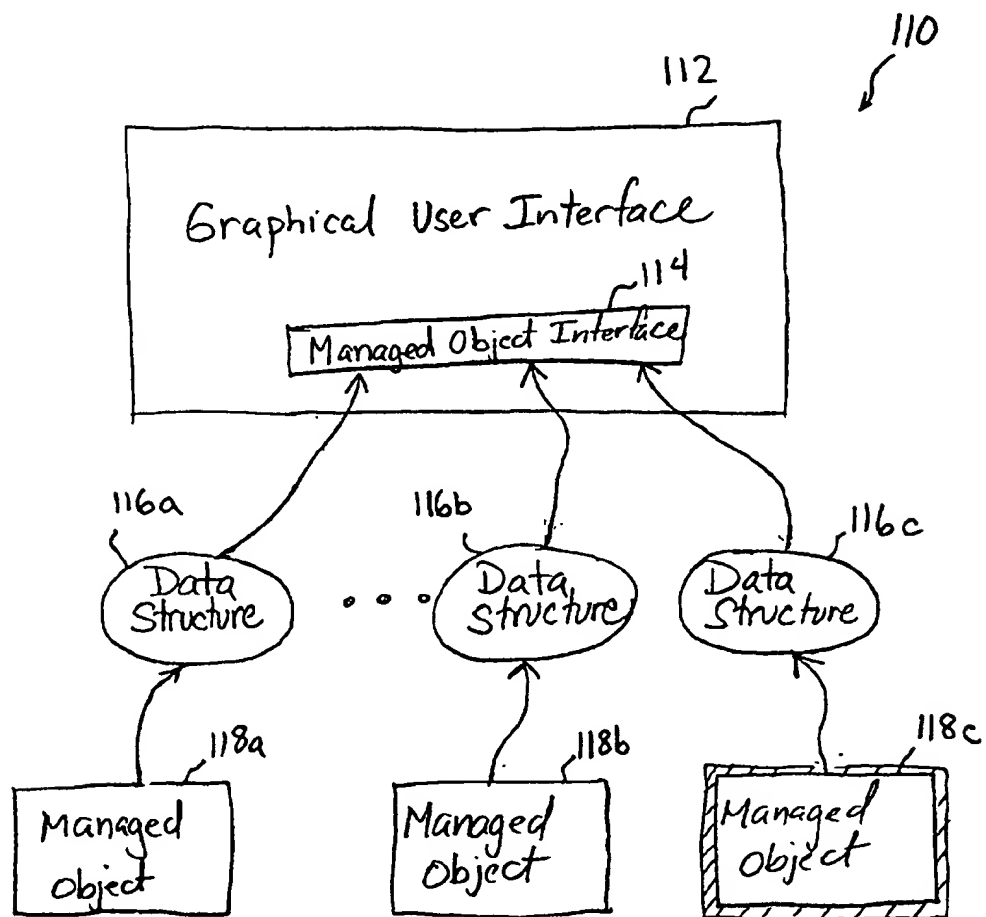 110
112
Graphical User Interface
114
Managed Object Interface
116a
116b
116c
Data
Structure
Data
Structure
Data
Structure
118a
118b
118c
Managed
Object
Managed
Object
Managed
Object